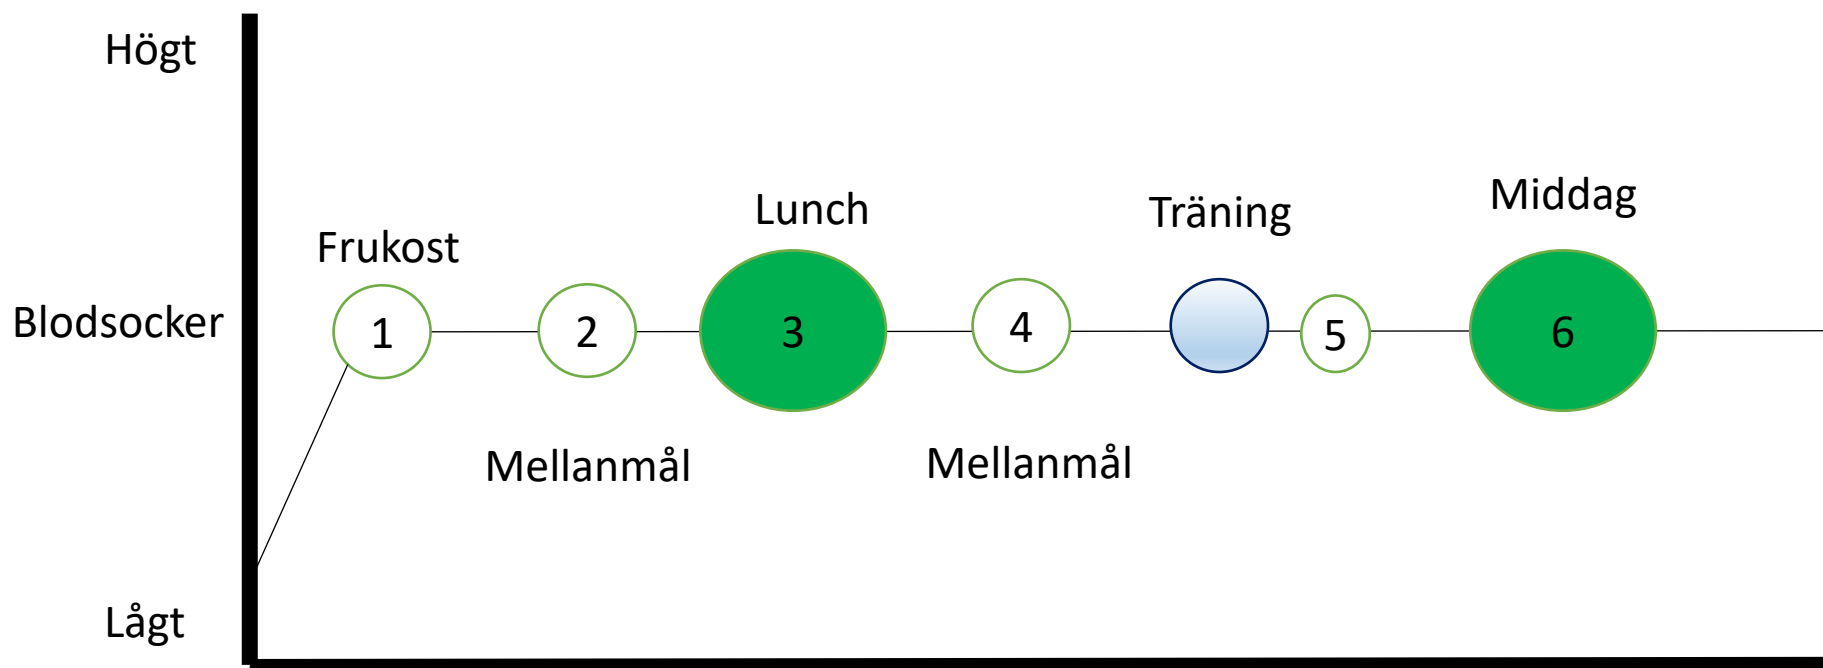 Högt
Lunch
Träning
Middag
Frukost
Blodsocker
1
2
3
4
5
6
Mellanmål
Mellanmål
Lågt